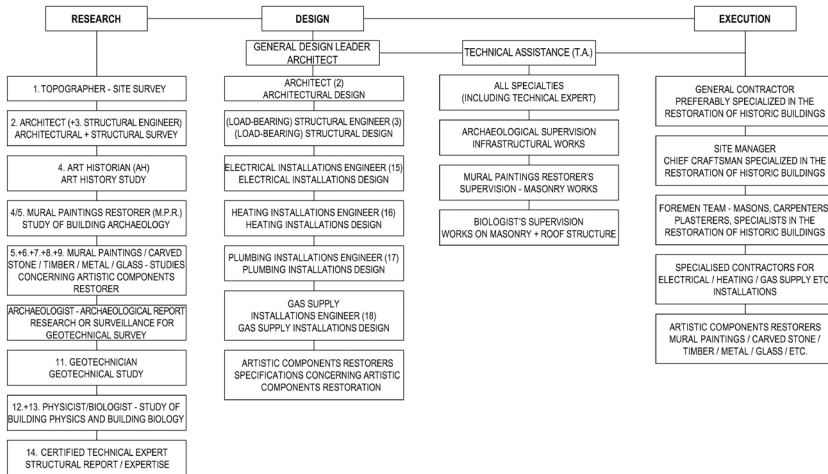 RESEARCH
1. TOPOGRAPHER - SITE SURVEY
2. ARCHITECT (+3. STRUCTURAL ENGINEER)
ARCHITECTURAL + STRUCTURAL SURVEY
4. ART HISTORIAN (AH)
ART HISTORY STUDY
4/5. MURAL PAINTINGS RESTORER (M.P.R.)
STUDY OF BUILDING ARCHAEOLOGY
5.+6.+7.+8.+9. MURAL PAINTINGS / CARVED
STONE / TIMBER / METAL / GLASS - STUDIES
CONCERNING ARTISTIC COMPONENTS
RESTORER
ARCHAEOLOGIST - ARCHAEOLOGICAL REPORT
RESEARCH OR SURVEILLANCE FOR
GEOTECHNICAL SURVEY
11. GEOTECHNICIAN
GEOTECHNICAL STUDY
12.+13. PHYSICIST/BIOLOGIST - STUDY OF
BUILDING PHYSICS AND BUILDING BIOLOGY
14. CERTIFIED TECHNICAL EXPERT
STRUCTURAL REPORT / EXPERTISE
DESIGN
GENERAL DESIGN LEADER
ARCHITECT
ARCHITECT (2)
ARCHITECTURAL DESIGN
(LOAD-BEARING) STRUCTURAL ENGINEER (3)
(LOAD-BEARING) STRUCTURAL DESIGN
ELECTRICAL INSTALLATIONS ENGINEER (15)
ELECTRICAL INSTALLATIONS DESIGN
HEATING INSTALLATIONS ENGINEER (16)
HEATING INSTALLATIONS DESIGN
PLUMBING INSTALLATIONS ENGINEER (17)
PLUMBING INSTALLATIONS DESIGN
GAS SUPPLY
INSTALLATIONS ENGINEER (18)
GAS SUPPLY INSTALLATIONS DESIGN
ARTISTIC COMPONENTS RESTORERS
SPECIFICATIONS CONCERNING ARTISTIC
COMPONENTS RESTORATION
TECHNICAL ASSISTANCE (T.A.)
ALL SPECIALTIES
(INCLUDING TECHNICAL EXPERT)
ARCHAEOLOGICAL SUPERVISION
INFRASTRUCTURAL WORKS
MURAL PAINTINGS RESTORER'S
SUPERVISION - MASONRY WORKS
BIOLOGIST'S SUPERVISION
WORKS ON MASONRY + ROOF STRUCTURE
EXECUTION
GENERAL CONTRACTOR
PREFERABLY SPECIALIZED IN THE
RESTORATION OF HISTORIC BUILDINGS
SITE MANAGER
CHIEF CRAFTSMAN SPECIALIZED IN THE
RESTORATION OF HISTORIC BUILDINGS
FOREMEN TEAM - MASONS, CARPENTERS
PLASTERERS, SPECIALISTS IN THE
RESTORATION OF HISTORIC BUILDINGS
SPECIALISED CONTRACTORS FOR
ELECTRICAL / HEATING / GAS SUPPLY ETC
INSTALLATIONS
ARTISTIC COMPONENTS RESTORERS
MURAL PAINTINGS / CARVED STONE /
TIMBER / METAL / GLASS / ETC.